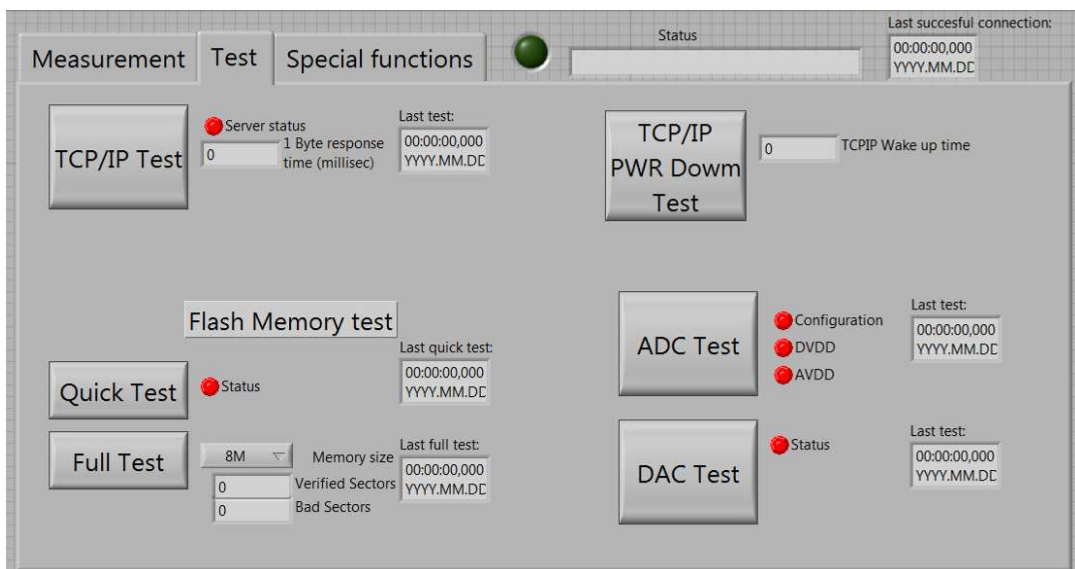 Last succesful connection:
Status
00:00:00,000
YYYY.MM.DD
Measurement
Test
Special functions
TCP/IP Test
Server status
0
1 Byte response
time (millisec)
Last test:
00:00:00,000
YYYY.MM.DD
TCP/IP
PWR Dowm
Test
0
TCPIP Wake up time
Flash Memory test
Quick Test
Status
Last quick test:
00:00:00,000
YYYY.MM.DD
Full Test
8M
Memory size
0
Verified Sectors
0
Bad Sectors
Last full test:
00:00:00,000
YYYY.MM.DD
ADC Test
Configuration
DVDD
AVDD
Last test:
00:00:00,000
YYYY.MM.DD
DAC Test
Status
Last test:
00:00:00,000
YYYY.MM.DD